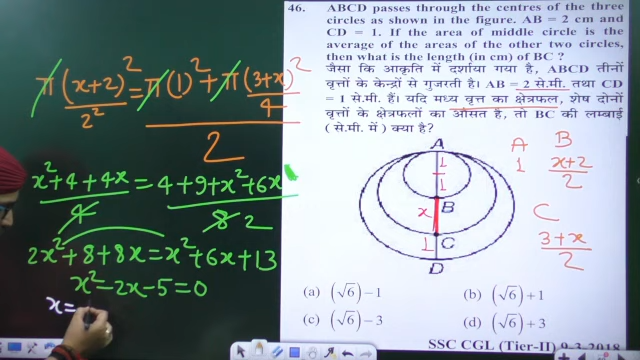 46. ABCD passes through the centres of the three
circles as shown in the figure. AB = 2 cm and
CD = 1. If the area of middle circle is the
average of the areas of the other two circles,
then what is the length (in cm) of BC ?
जैसा कि आकृति में दर्शाया गया है, ABCD तीनों
वृत्तों के केन्द्रों से गुजरती है। AB = 2 से.मी. तथा CD
= 1 से.मी. हैं। यदि मध्य वृत्त का क्षेत्रफल, शेष दोनों
वृत्तों के क्षेत्रफलों का औसत है, तो BC की लम्बाई
( से.मी. में ) क्या है?
π(x+2)²/2² = π(1)² + π(3+x)²/4
2
x²+4+4x/4 = 4+9+x²+6x/8 2
2x²+8+8x = x²+6x+13
x²-2x-5=0
x=
A
1
1
B
x
C
1
D
A B
1 x+2/2
C
3+x/2
(a) (√6) −1
(b) (√6) +1
(c) (√6) −3
(d) (√6) +3
SSC CGL (Tier-II) 9-3-2018